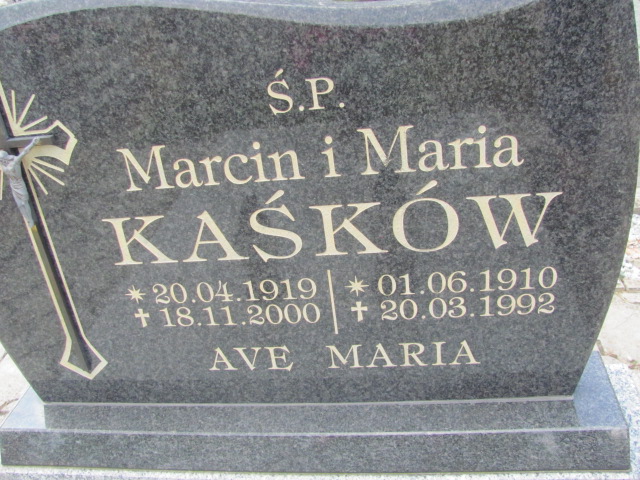 Ś.P.
Marcin i Maria
KAŚKÓW
* 20.04.1919 | * 01.06.1910
✝ 18.11.2000 | ✝ 20.03.1992
AVE MARIA